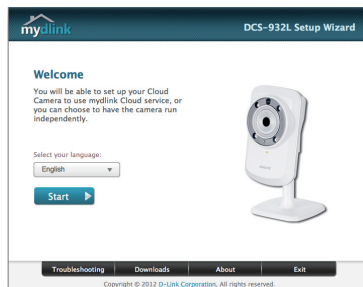 mydlink
DCS-932L Setup Wizard
Welcome
You will be able to set up your Cloud
Camera to use mydlink Cloud service, or
you can choose to have the camera run
independently.
Select your language:
English
Start
Troubleshooting Downloads About Exit
Copyright © 2012 D-Link Corporation. All rights reserved.